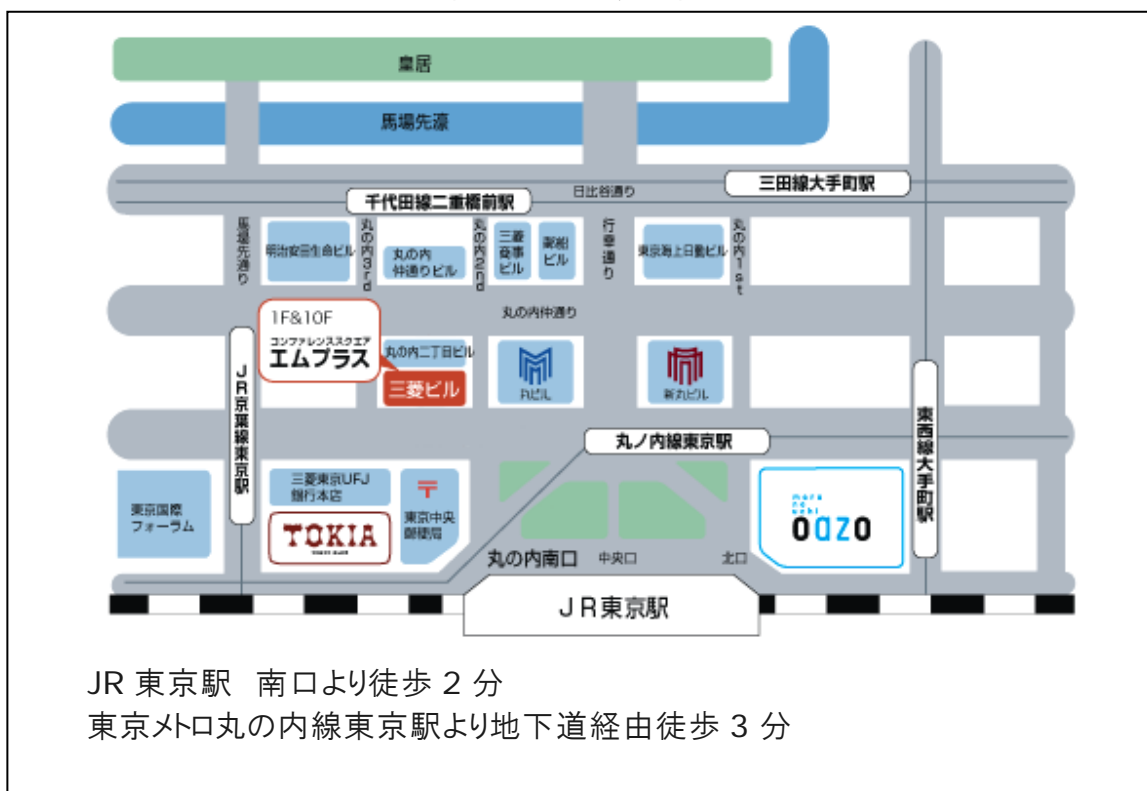 皇居
馬場先濠
三田線大手町駅
日比谷通り
千代田線二重橋前駅
馬場先通り
明治安田生命ビル
丸の内3rd
丸の内
仲通りビル
丸の内2nd
三菱
商事
ビル
郵船
ビル
行幸通り
東京海上日動ビル
丸の内1st
丸の内仲通り
1F&10F
コンファレンススクエア
エムプラス
丸の内二丁目ビル
三菱ビル
丸ビル
新丸ビル
JR京葉線東京駅
東西線大手町駅
丸ノ内線東京駅
東京国際
フォーラム
三菱東京UFJ
銀行本店
TOKIA
〒
東京中央
郵便局
maru
no
uchi
oazo
丸の内南口
中央口
北口
JR東京駅
JR 東京駅 南口より徒歩 2 分
東京メトロ丸の内線東京駅より地下道経由徒歩 3 分